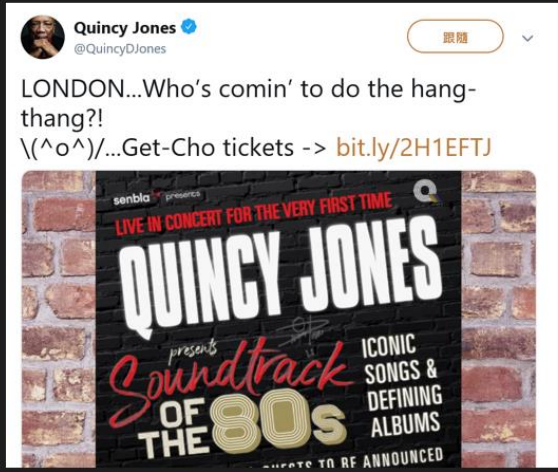 Quincy Jones
@QuincyDJones
跟隨
LONDON...Who's comin' to do the hang-
thang?!
\(^o^)/...Get-Cho tickets -> bit.ly/2H1EFTJ
senbla presents
Q
LIVE IN CONCERT FOR THE VERY FIRST TIME
QUINCY JONES
presents
Soundtrack
OF
THE 80s
ICONIC
SONGS &
DEFINING
ALBUMS
TO BE ANNOUNCED